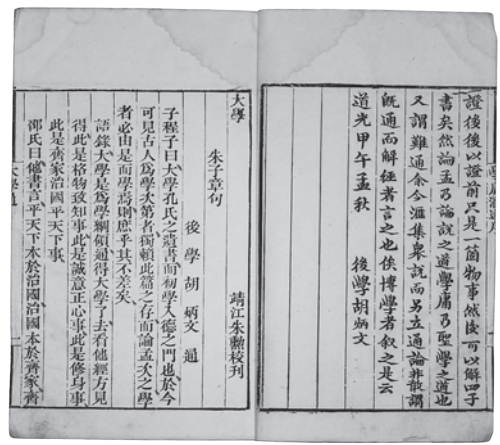 證後後以證前只是一箇物事然後可以解四子
書矣然論孟乃論說之道學庸乃聖學之道也
又謂難通余今滙集衆說而另立通論非敢謂
旣通而解經者言之也俟博學者叙之是云
道光甲午孟秋 後學胡炳文
大學 靖江朱勳校刊
朱子章句 後學胡炳文通
子程子曰大學孔氏之遺書而初學入德之門也於今
可見古人爲學次第者獨賴此篇之存而論孟次之學
者必由是而學焉則庶乎其不差矣
語錄大學是爲學綱領通得大學了去看他經方見
得此是格物致知事此是誠意正心事此是修身事
此是齊家治國平天下事
鄧氏曰他書言平天下本於治國治國本於齊家齊
大學通